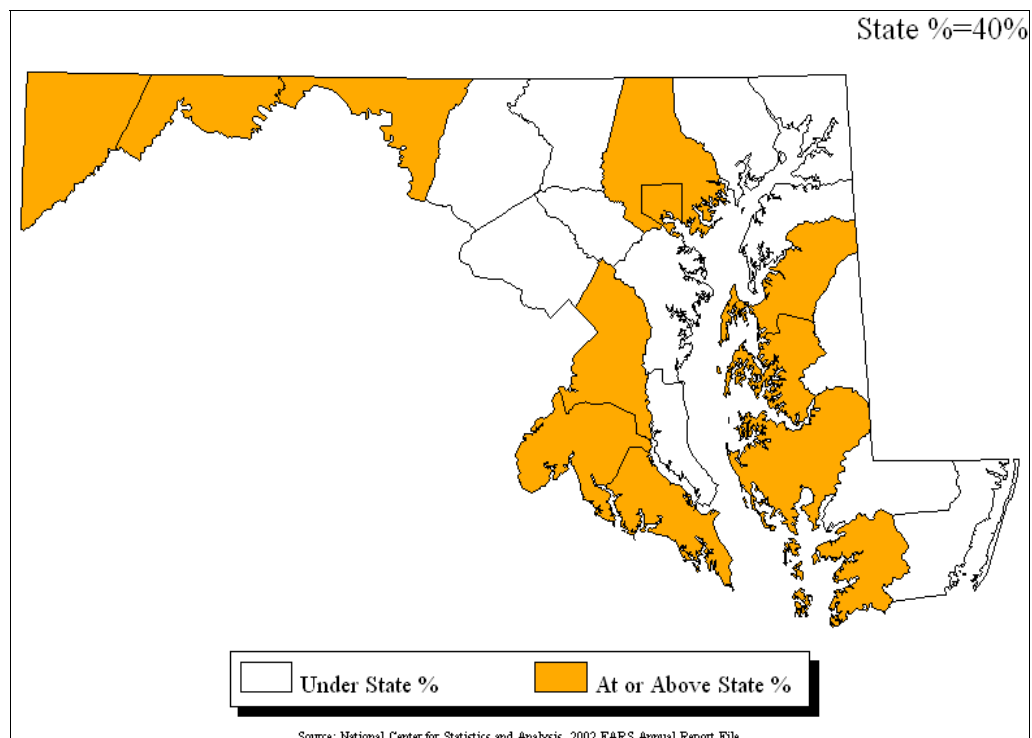 State %=40%
Under State %
At or Above State %
Source: National Center for Statistics and Analysis, 2002 FARS Annual Report File